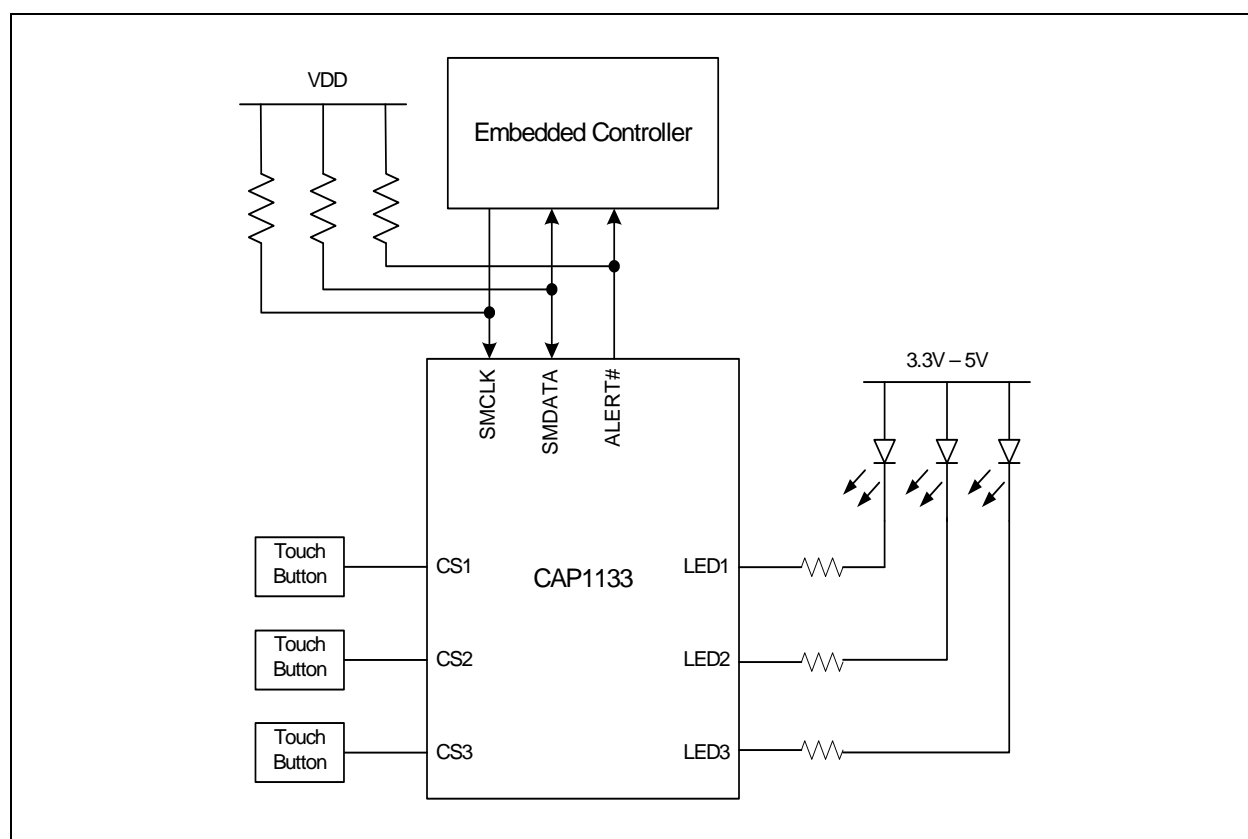 VDD
Embedded Controller
SMCLK
SMDATA
ALERT#
3.3V – 5V
Touch
Button
CS1
CAP1133
LED1
Touch
Button
CS2
LED2
Touch
Button
CS3
LED3